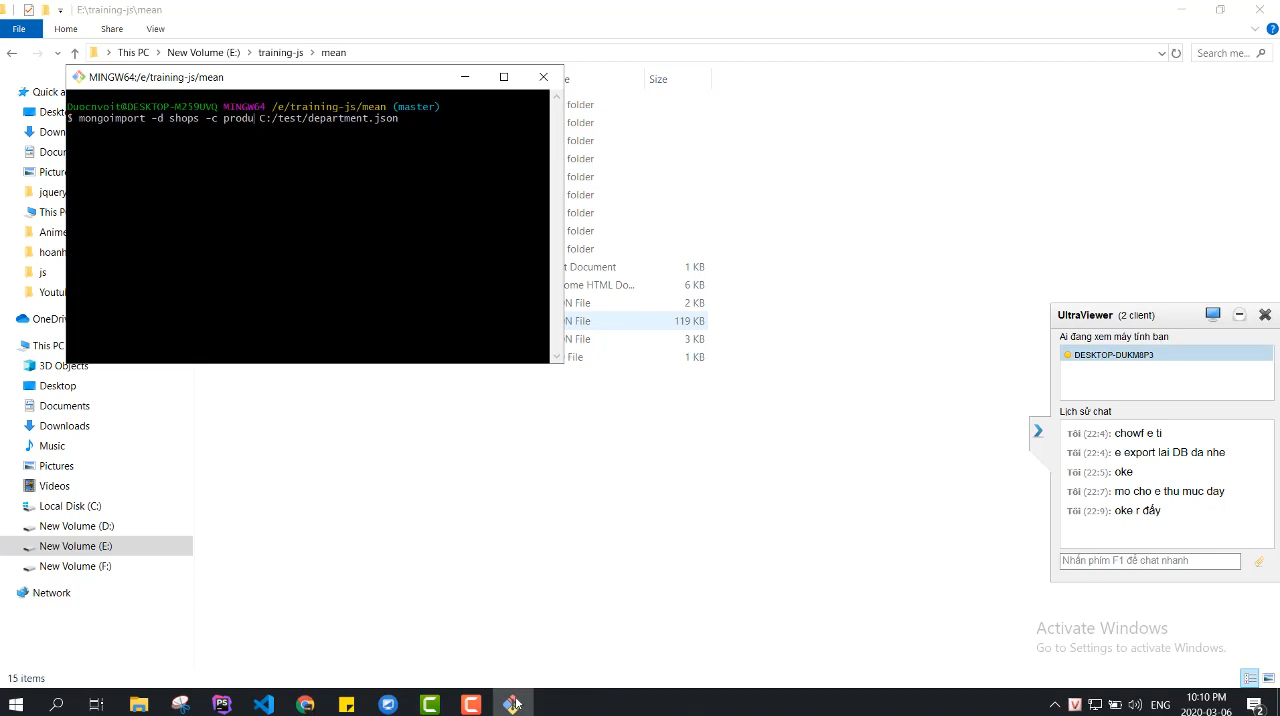 E:\training-js\mean
File
Home
Share
View
This PC
New Volume (E:)
training-js
mean
Search me...
MINGW64:/e/training-js/mean
Size
Duocnvoit@DESKTOP-M259UVQ MINGW64 /e/training-js/mean (master)
$ mongoimport -d shops -c produ C:/test/department.json
Quick a
Deskt
Down
Docun
Pictur
jquery
This P
Anime
hoanh
js
Youtu
OneDriv
This PC
3D Objects
Desktop
Documents
Downloads
Music
Pictures
Videos
Local Disk (C:)
New Volume (D:)
New Volume (E:)
New Volume (F:)
Network
folder
folder
folder
folder
folder
folder
folder
folder
folder
t Document 1 KB
ome HTML Do... 6 KB
N File 2 KB
N File 119 KB
N File 3 KB
File 1 KB
UltraViewer (2 client)
Ai đang xem máy tính bạn
DESKTOP-DUKM8P3
Lịch sử chat
Tôi (22:4): chowf e ti
Tôi (22:4): e export lai DB da nhe
Tôi (22:5): oke
Tôi (22:7): mo cho e thu muc day
Tôi (22:9): oke r đấy
Nhấn phím F1 để chat nhanh
Activate Windows
Go to Settings to activate Windows.
15 items
PS
C
C
V
ENG
10:10 PM
2020-03-06
2